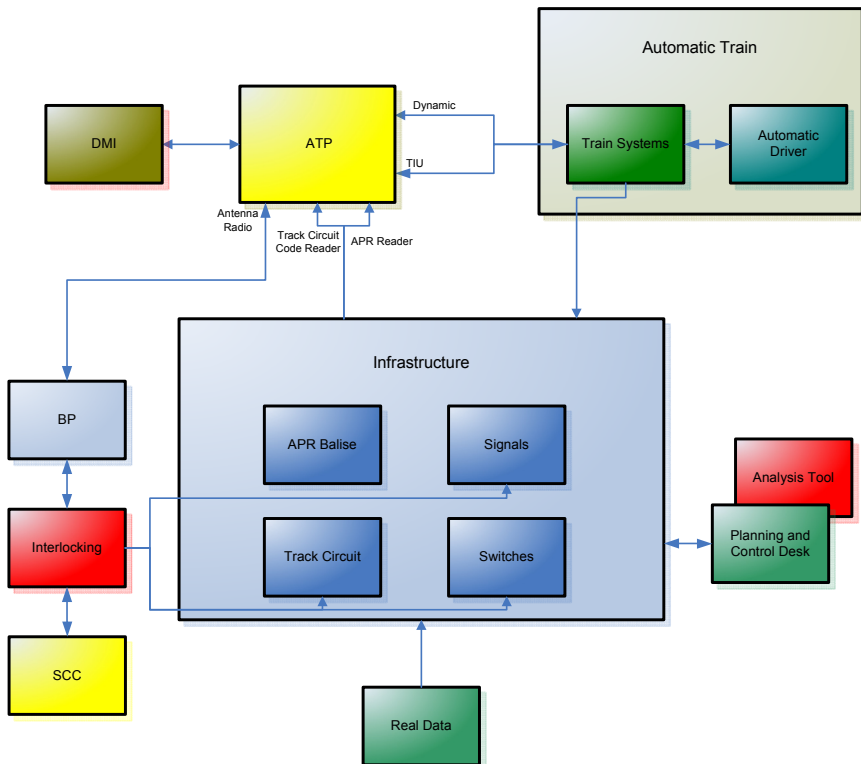 Automatic Train
Dynamic
DMI
ATP
Train Systems
Automatic
Driver
TIU
Antenna
Radio
Track Circuit
Code Reader
APR Reader
Infrastructure
BP
APR Balise
Signals
Analysis Tool
Interlocking
Track Circuit
Switches
Planning and
Control Desk
SCC
Real Data